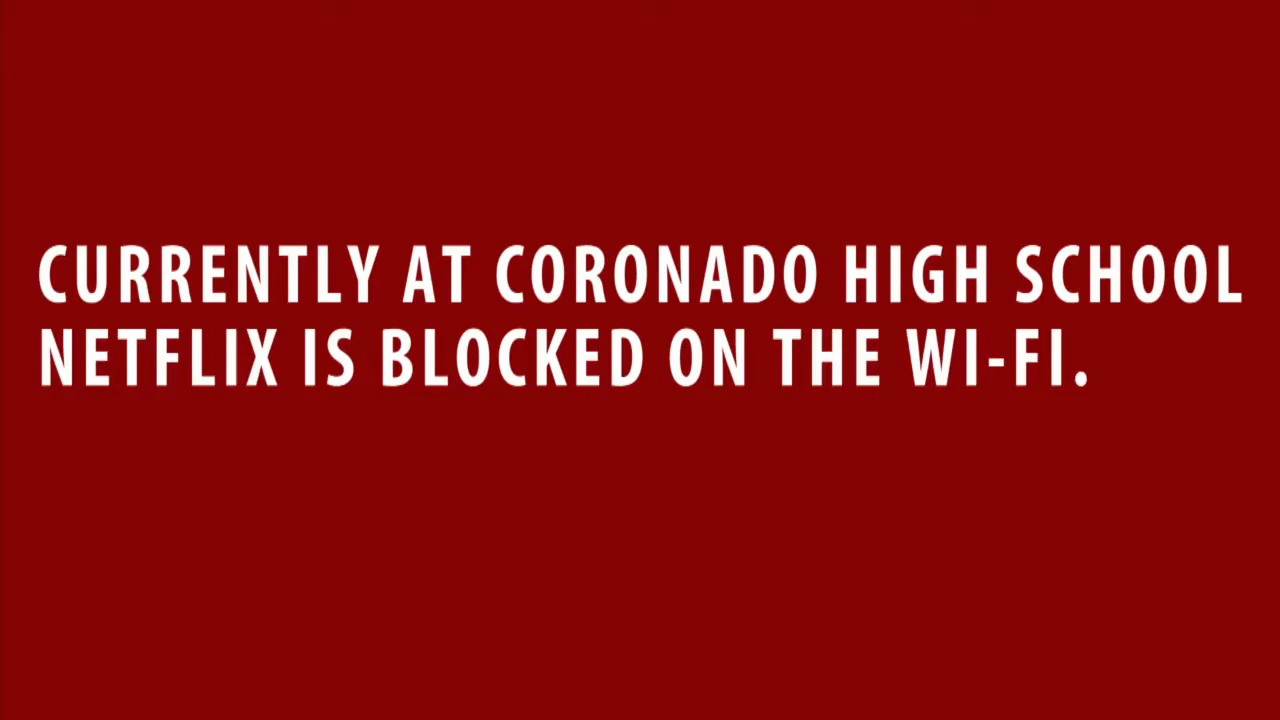 CURRENTLY AT CORONADO HIGH SCHOOL
NETFLIX IS BLOCKED ON THE WI-FI.